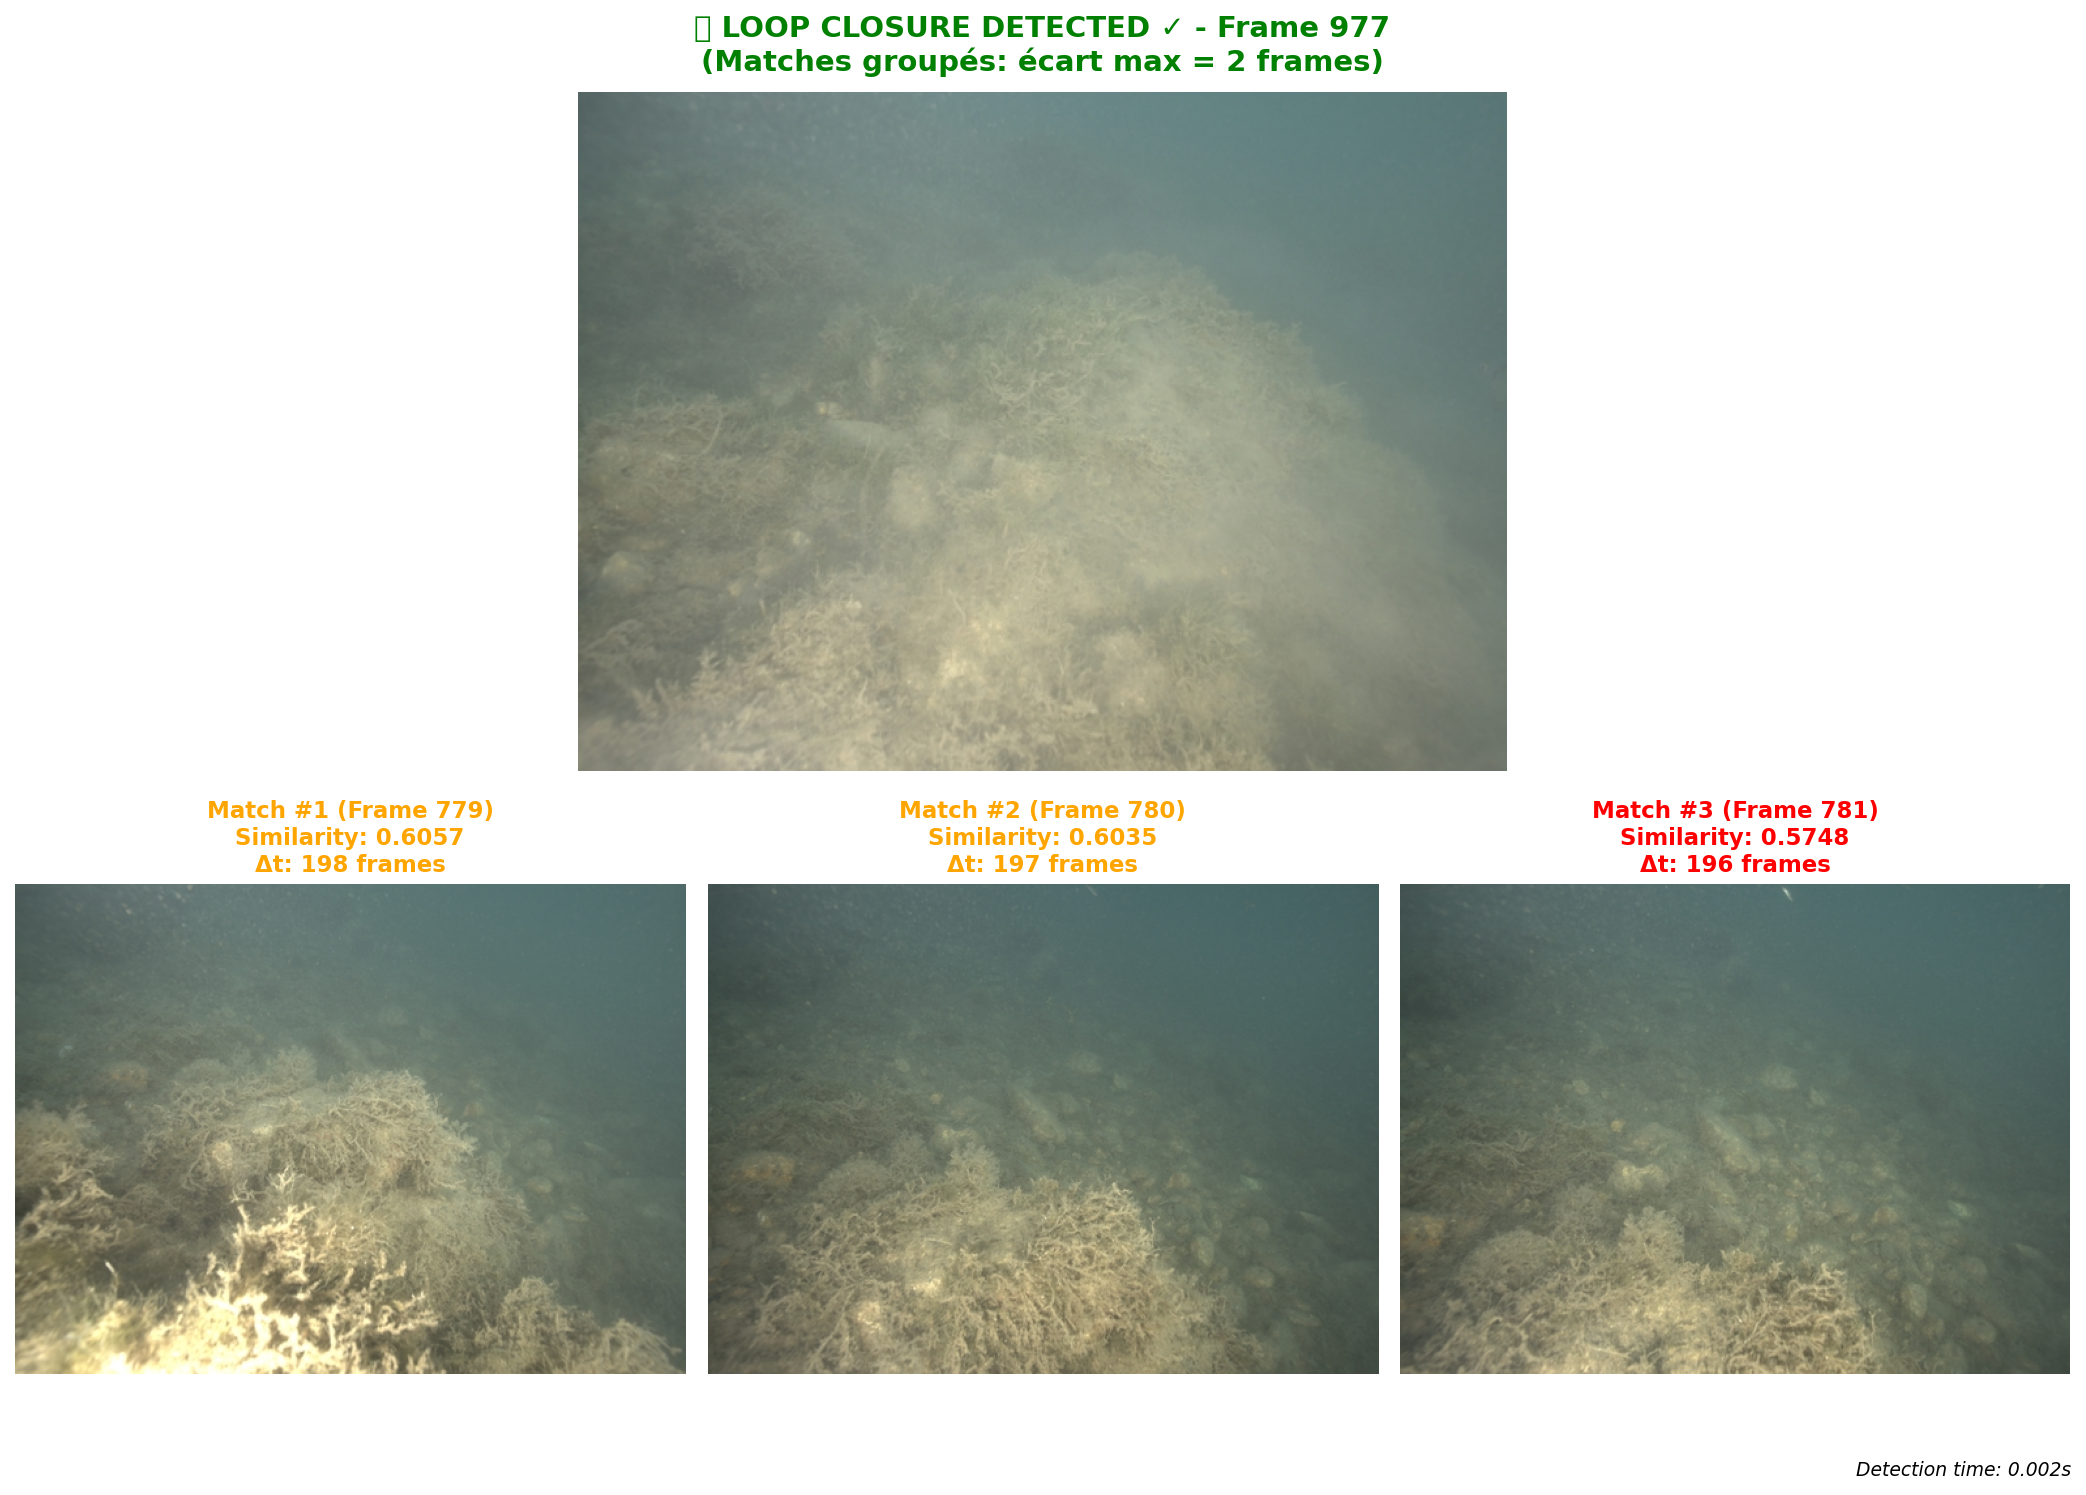 ▯ LOOP CLOSURE DETECTED ✓ - Frame 977
(Matches groupés: écart max = 2 frames)
Match #1 (Frame 779)
Similarity: 0.6057
Δt: 198 frames
Match #2 (Frame 780)
Similarity: 0.6035
Δt: 197 frames
Match #3 (Frame 781)
Similarity: 0.5748
Δt: 196 frames
Detection time: 0.002s